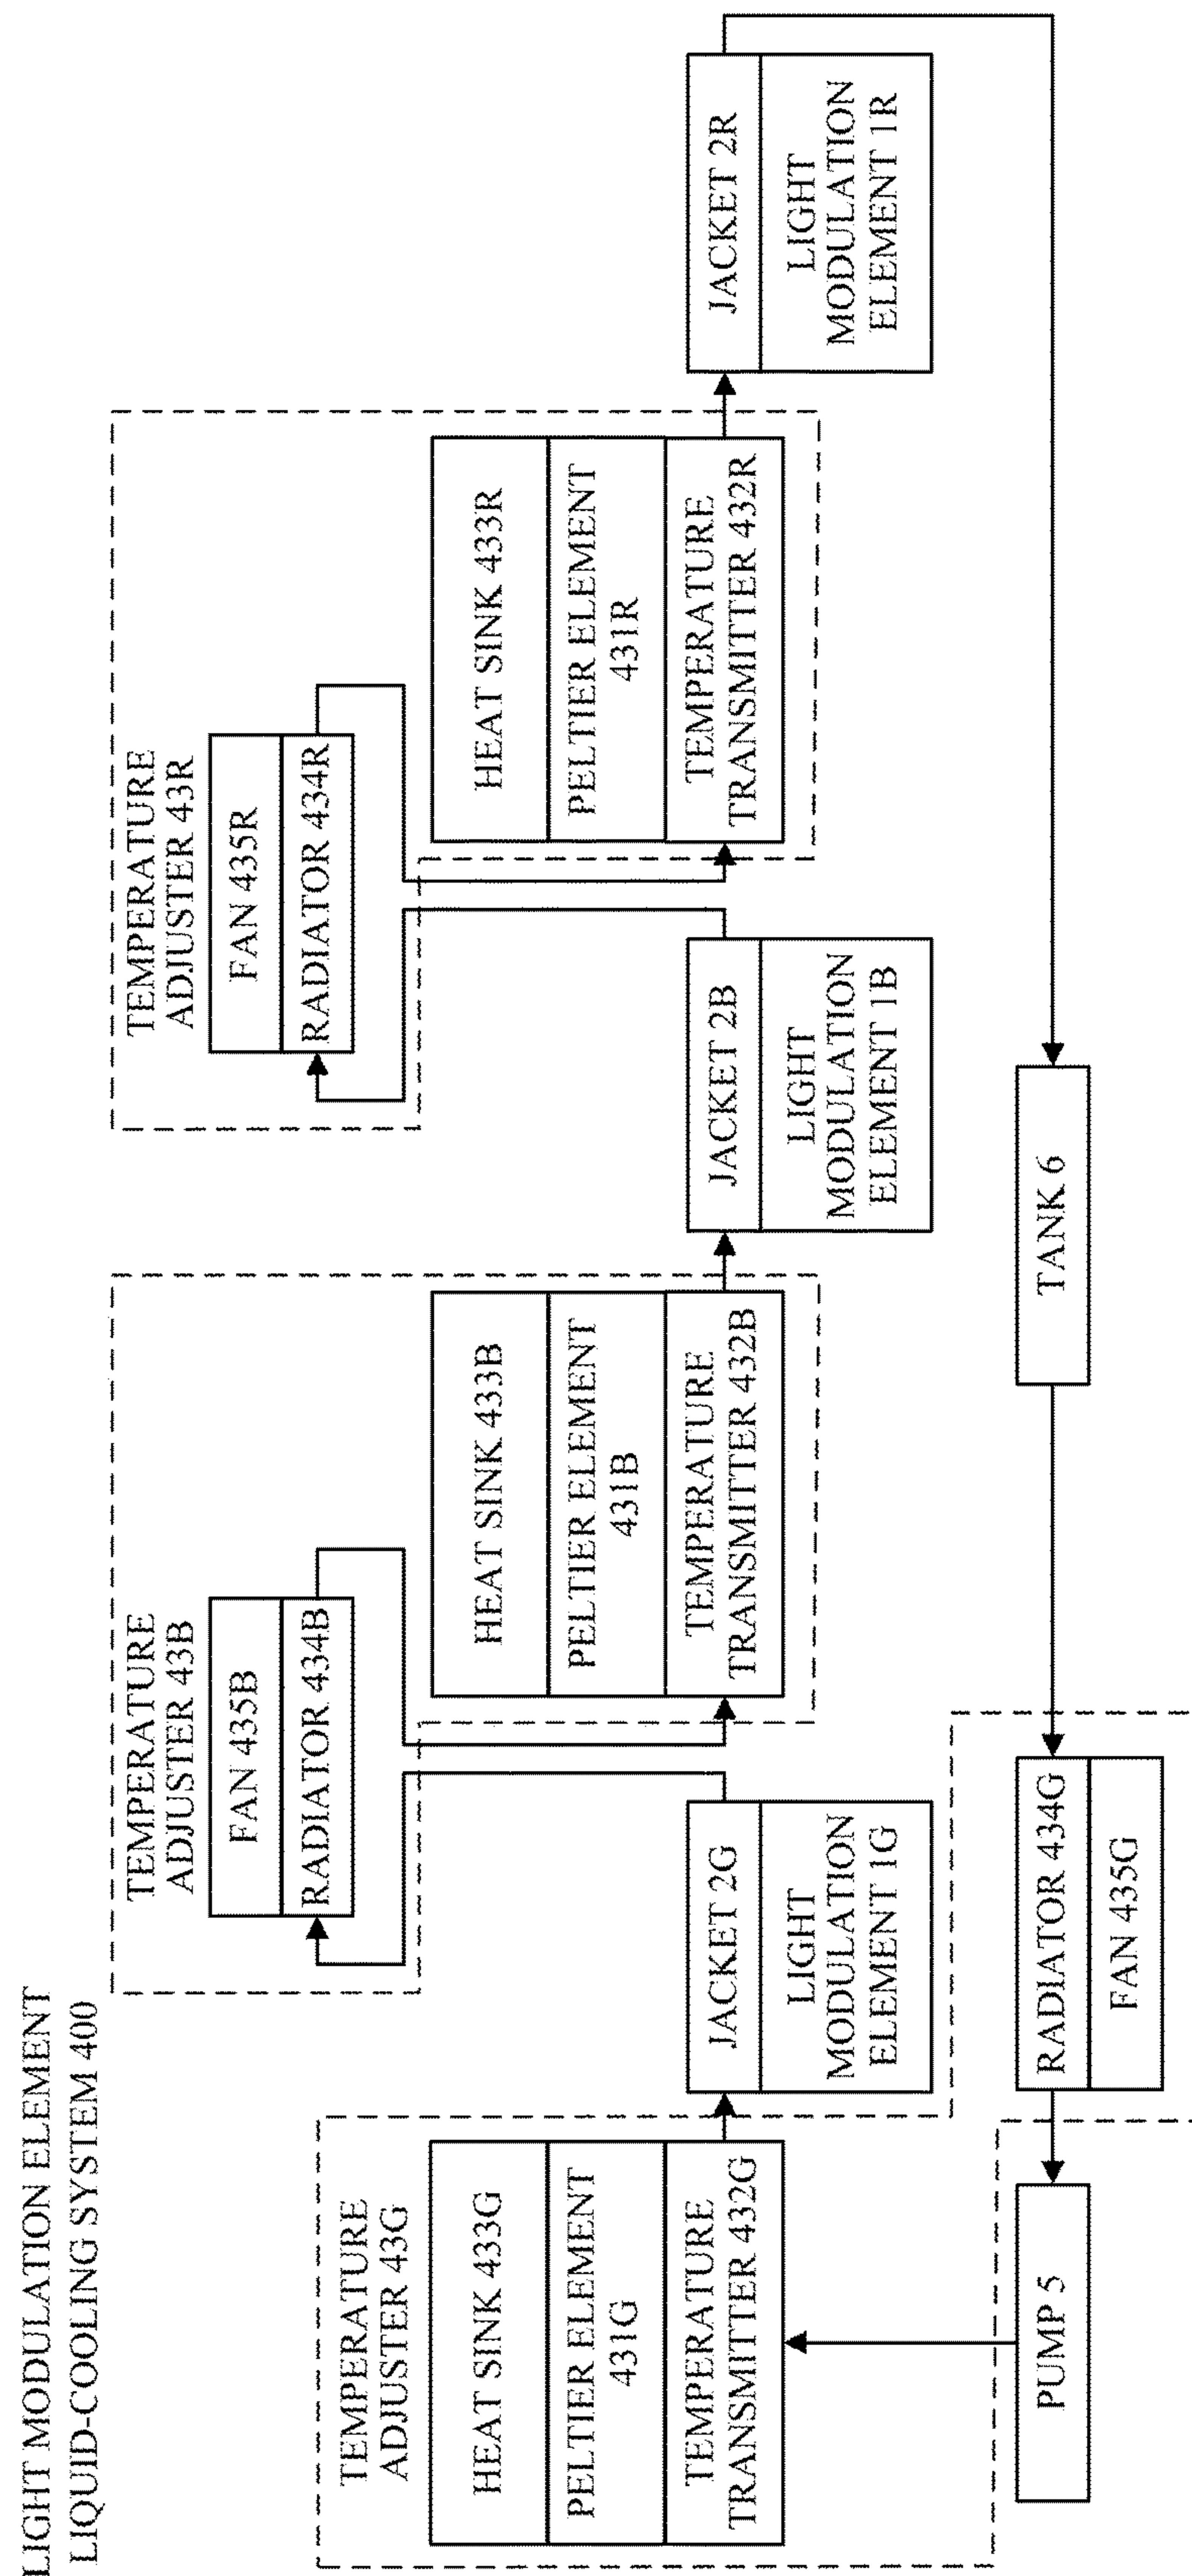 LIGHT MODULATION ELEMENT
LIQUID-COOLING SYSTEM 400
TEMPERATURE
ADJUSTER 43G
HEAT SINK 433G
PELTIER ELEMENT
431G
TEMPERATURE
TRANSMITTER 432G
PUMP 5
JACKET 2G
LIGHT
MODULATION
ELEMENT 1G
RADIATOR 434G
FAN 435G
TEMPERATURE
ADJUSTER 43B
FAN 435B
RADIATOR 434B
HEAT SINK 433B
PELTIER ELEMENT
431B
TEMPERATURE
TRANSMITTER 432B
JACKET 2B
LIGHT
MODULATION
ELEMENT 1B
TANK 6
TEMPERATURE
ADJUSTER 43R
FAN 435R
RADIATOR 434R
HEAT SINK 433R
PELTIER ELEMENT
431R
TEMPERATURE
TRANSMITTER 432R
JACKET 2R
LIGHT
MODULATION
ELEMENT 1R